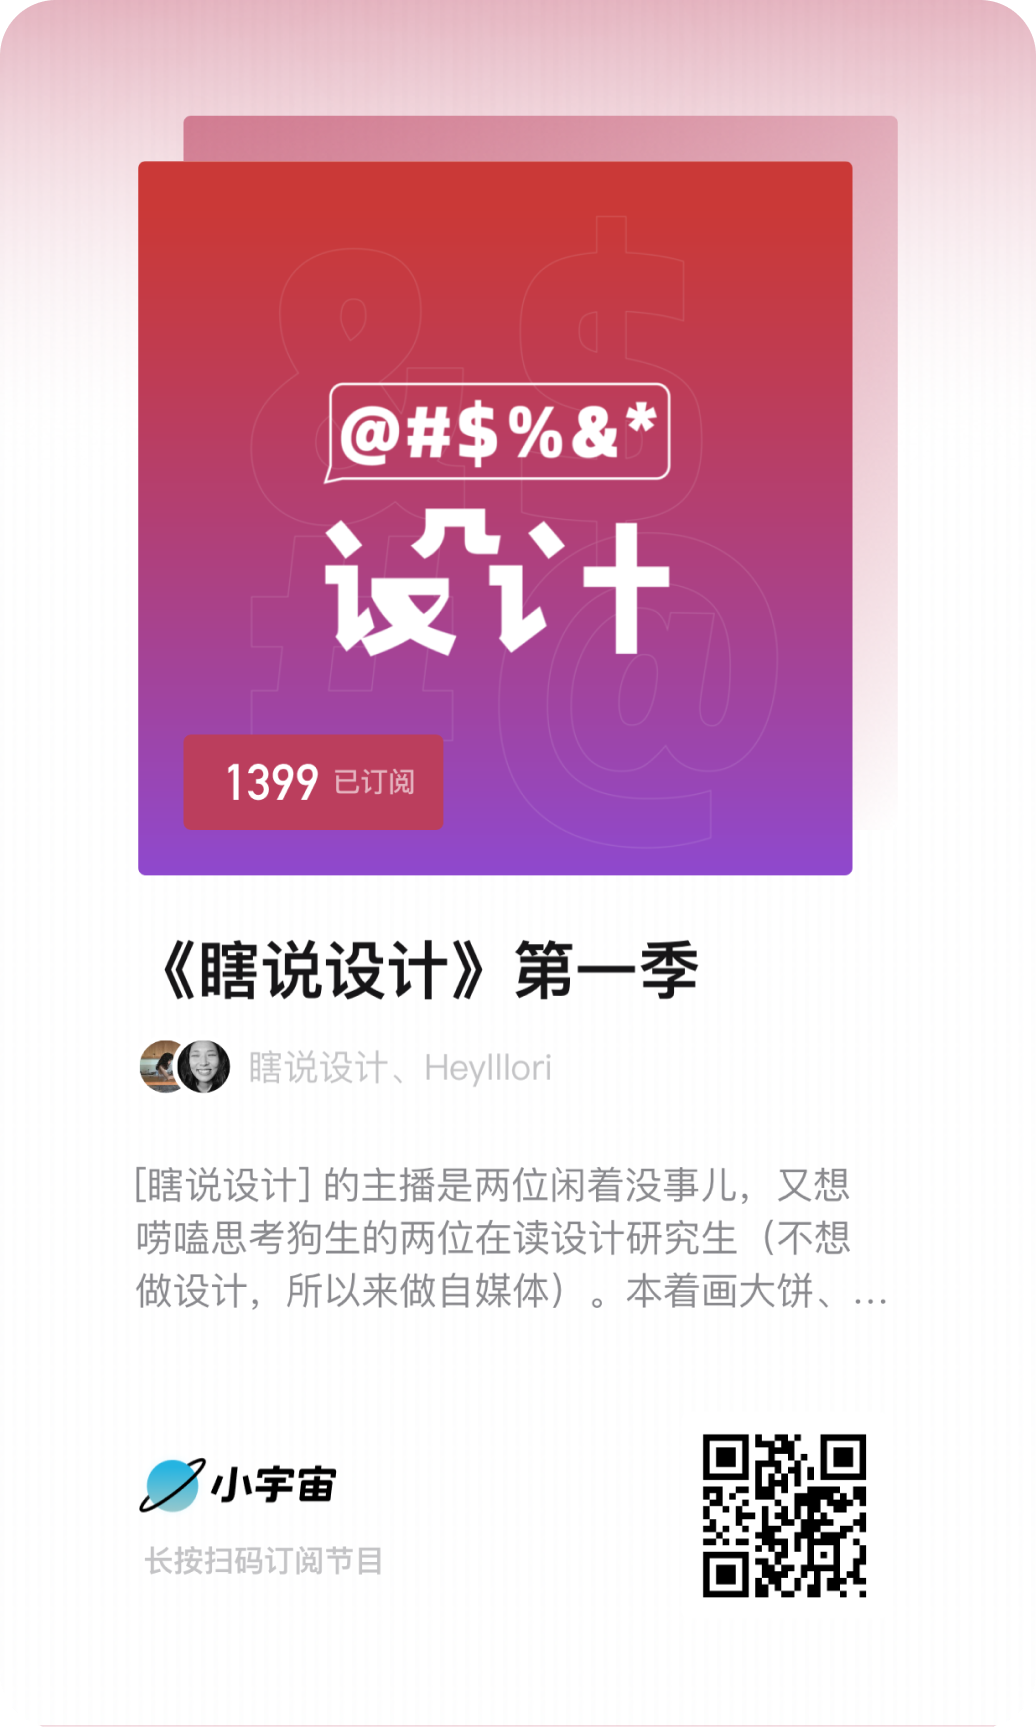 @#$%&*
设计
1399 已订阅
《瞎说设计》第一季
瞎说设计、Heylllori
[瞎说设计] 的主播是两位闲着没事儿，又想
唠嗑思考狗生的两位在读设计研究生（不想
做设计，所以来做自媒体）。本着画大饼、...
小宇宙
长按扫码订阅节目